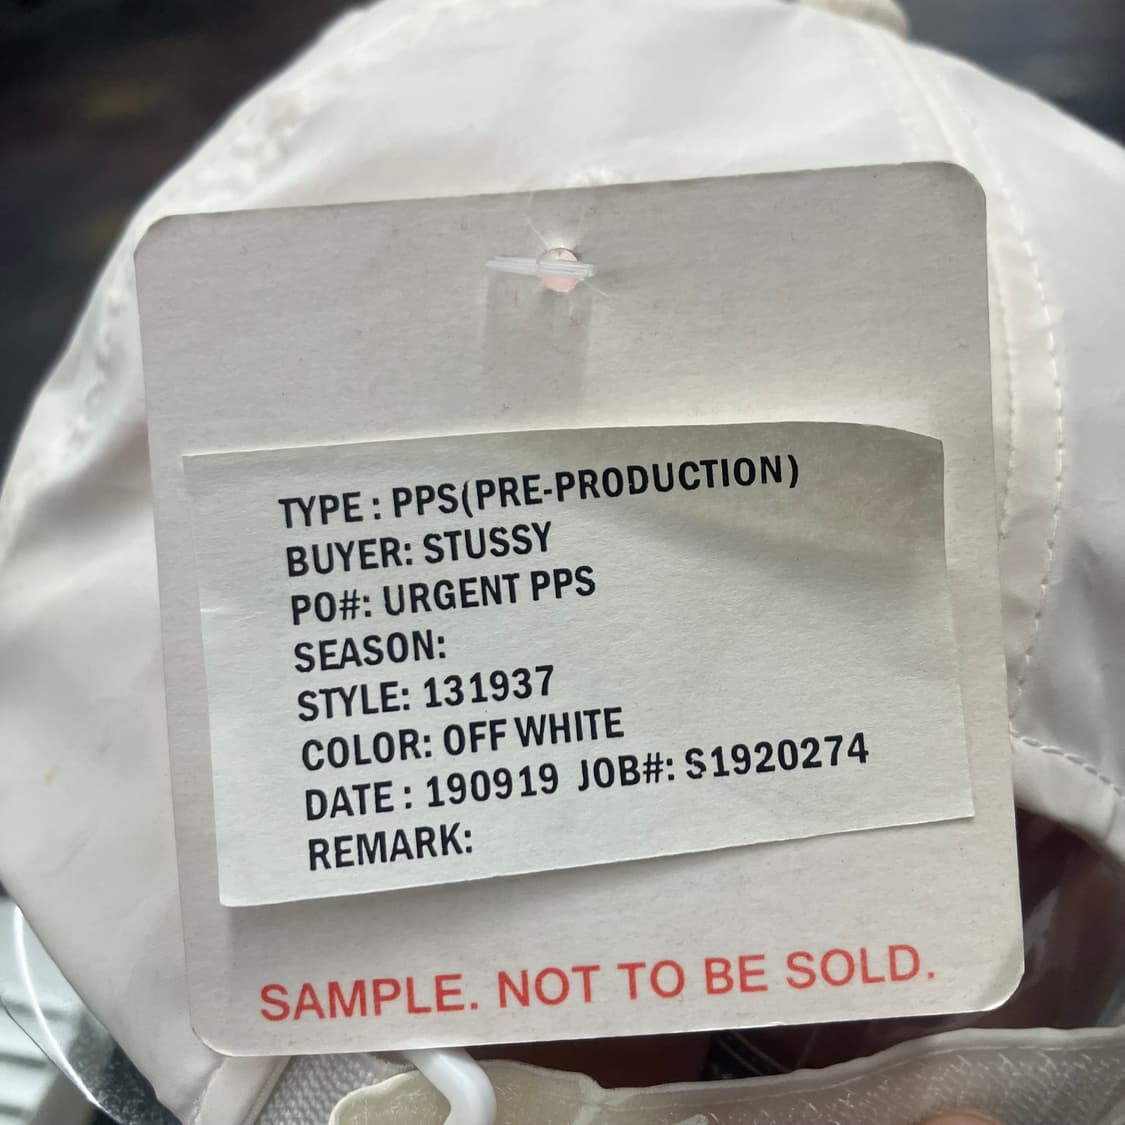 TYPE : PPS(PRE-PRODUCTION)
BUYER: STUSSY
PO#: URGENT PPS
SEASON:
STYLE: 131937
COLOR: OFF WHITE
DATE : 190919 JOB#: S1920274
REMARK:
SAMPLE. NOT TO BE SOLD.